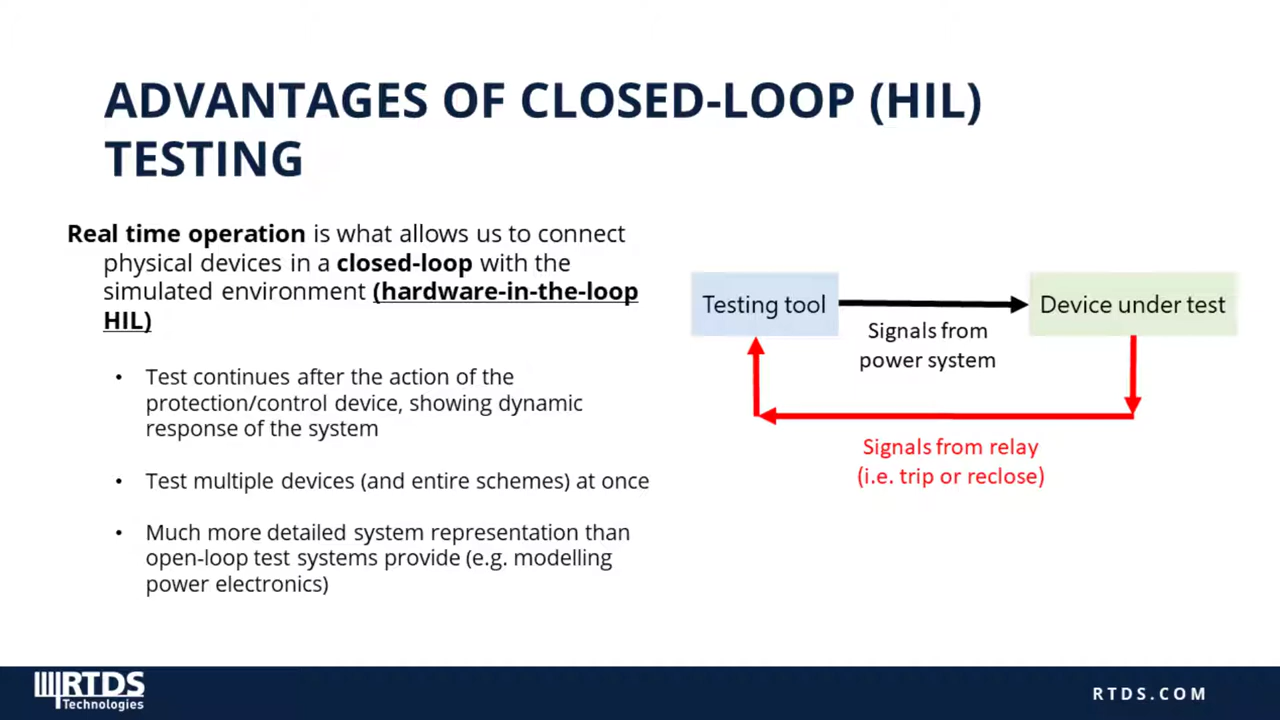 ADVANTAGES OF CLOSED-LOOP (HIL)
TESTING
Real time operation is what allows us to connect
physical devices in a closed-loop with the
simulated environment (hardware-in-the-loop
HIL)
• Test continues after the action of the
protection/control device, showing dynamic
response of the system
• Test multiple devices (and entire schemes) at once
• Much more detailed system representation than
open-loop test systems provide (e.g. modelling
power electronics)
Testing tool
Signals from
power system
Device under test
Signals from relay
(i.e. trip or reclose)
RTDS
Technologies
RTDS.COM